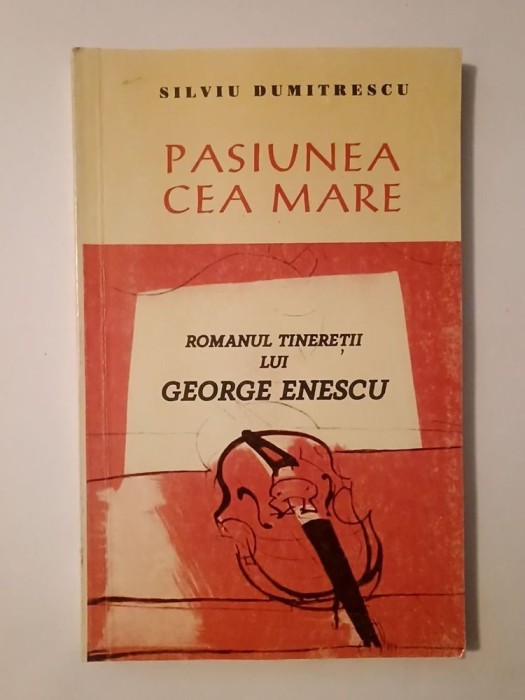 SILVIU DUMITRESCU
PASIUNEA
CEA MARE
ROMANUL TINEREȚII
LUI
GEORGE ENESCU